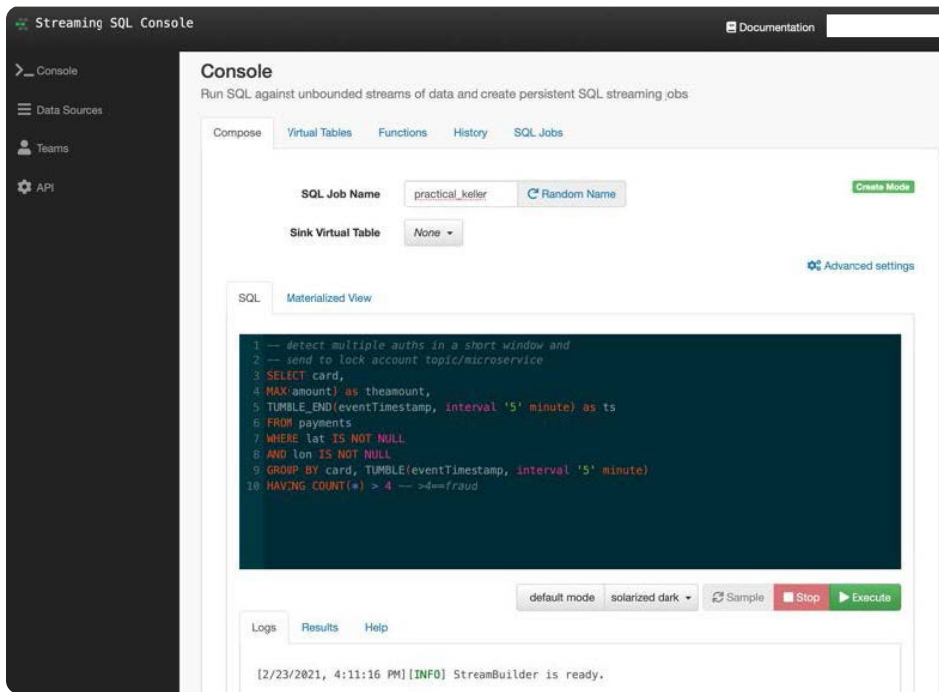 Streaming SQL Console
Documentation
Console
Data Sources
Teams
API
Console
Run SQL against unbounded streams of data and create persistent SQL streaming jobs
Compose Virtual Tables Functions History SQL Jobs
SQL Job Name practical_keller Random Name Create Mode
Sink Virtual Table None
Advanced settings
SQL Materialized View
1 -- detect multiple auths in a short window and
2 -- send to lock account topic/microservice
3 SELECT card,
4 MAX(amount) as theamount,
5 TUMBLE_END(eventTimestamp, interval '5' minute) as ts
6 FROM payments
7 WHERE lat IS NOT NULL
8 AND lon IS NOT NULL
9 GROUP BY card, TUMBLE(eventTimestamp, interval '5' minute)
10 HAVING COUNT(*) > 4 -- >4==fraud
default mode solarized dark Sample Stop Execute
Logs Results Help
[2/23/2021, 4:11:16 PM][INFO] StreamBuilder is ready.